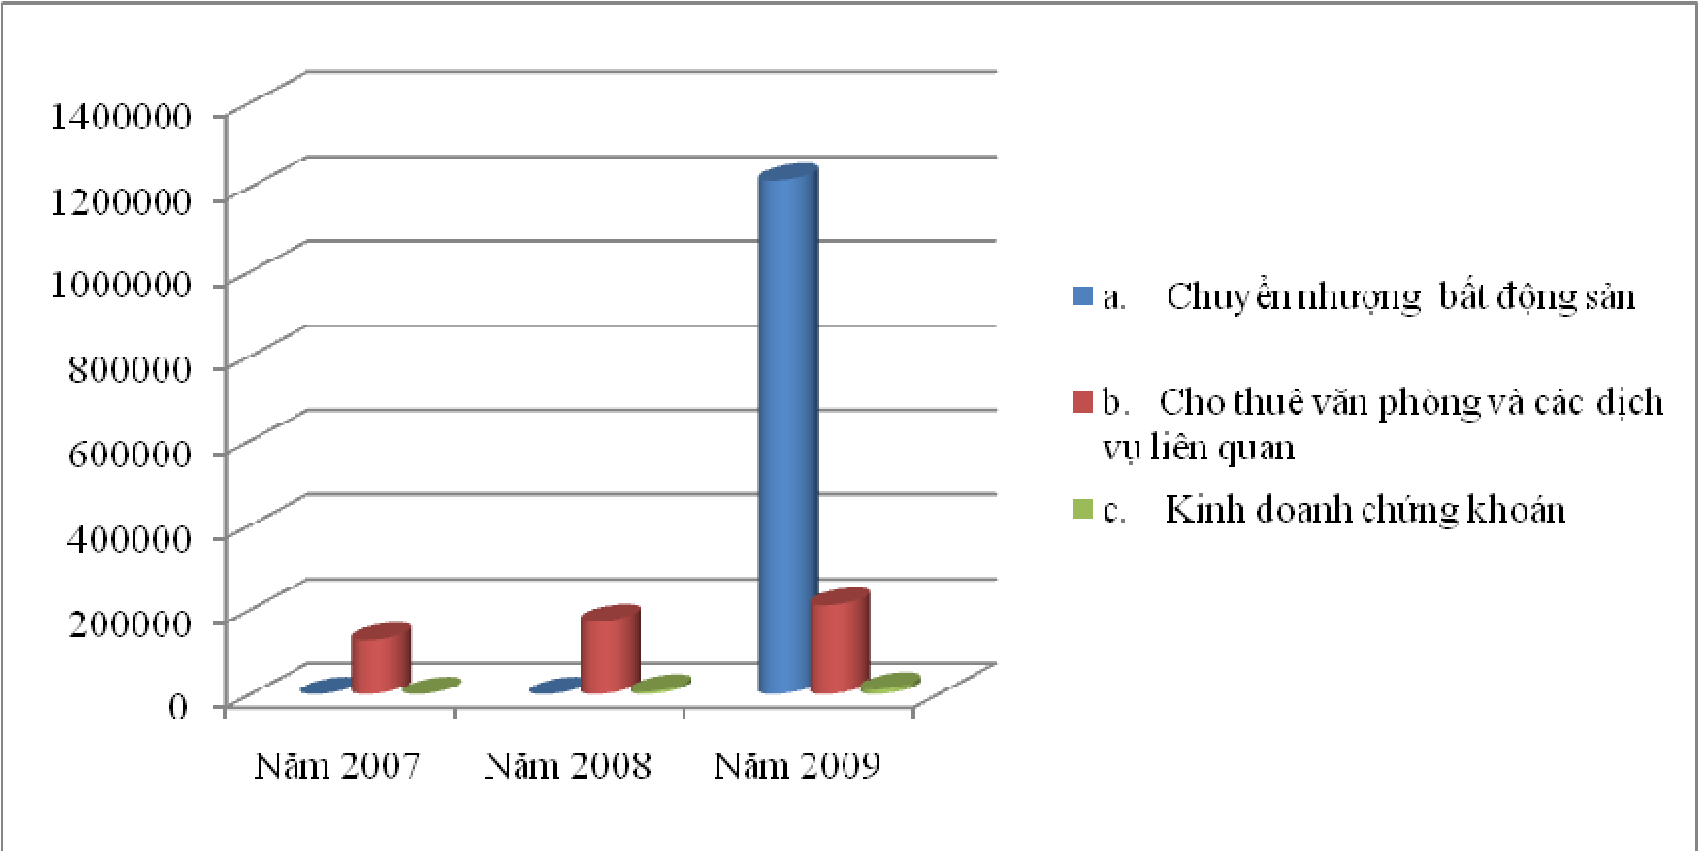 1400000
1200000
1000000
800000
600000
400000
200000
0
Năm 2007
Năm 2008
Năm 2009
a. Chuyển nhượng bất động sản
b. Cho thuê văn phòng và các dịch
vụ liên quan
c. Kinh doanh chứng khoán